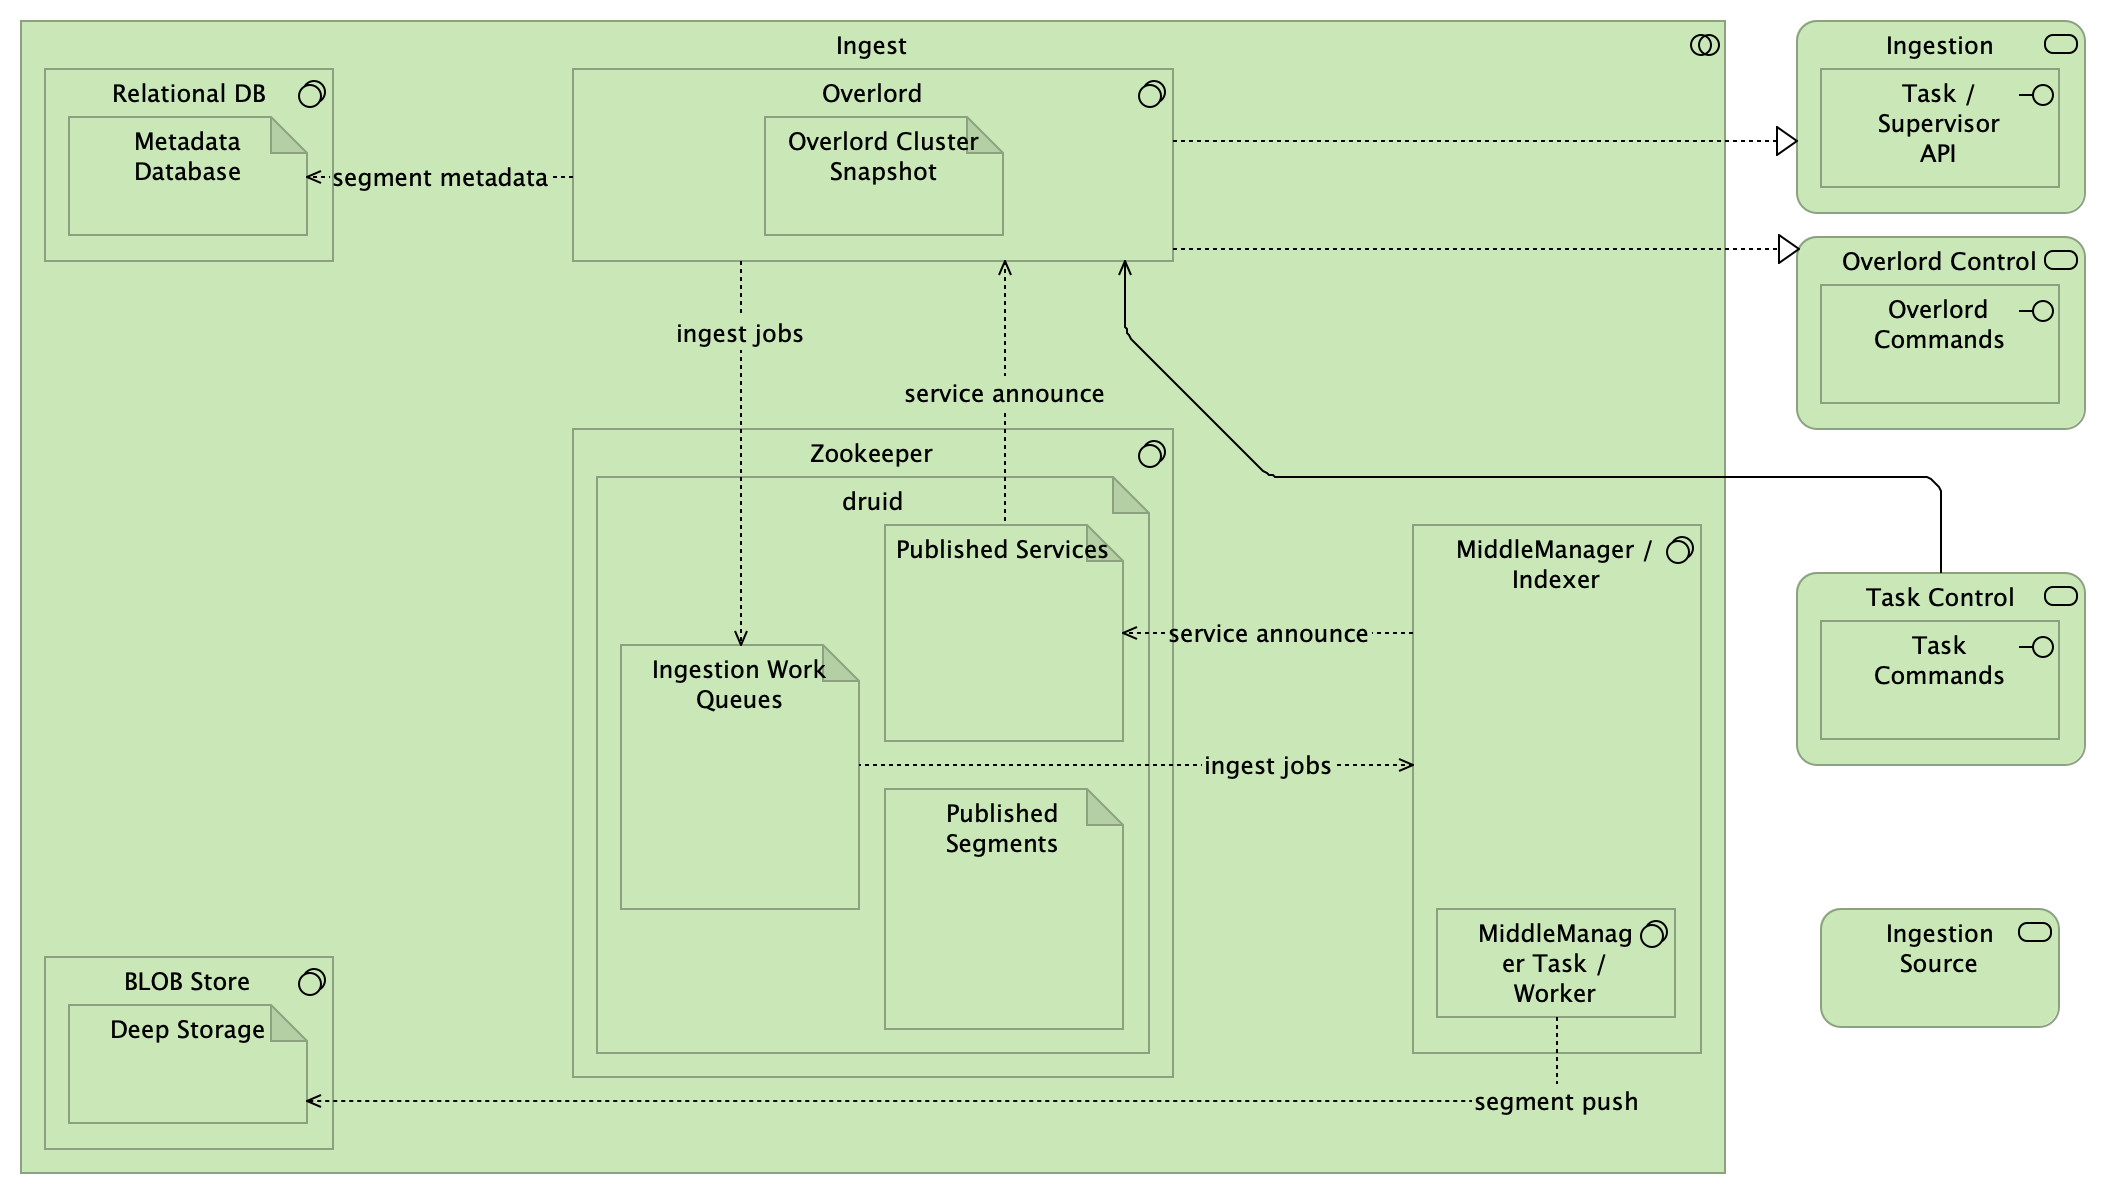 Ingest
Relational DB
Metadata
Database
segment metadata
Overlord
Overlord Cluster
Snapshot
Ingestion
Task /
Supervisor
API
Overlord Control
Overlord
Commands
ingest jobs
service announce
Zookeeper
druid
Published Services
MiddleManager /
Indexer
service announce
Task Control
Task
Commands
Ingestion Work
Queues
ingest jobs
Published
Segments
MiddleManag
er Task /
Worker
Ingestion
Source
BLOB Store
Deep Storage
segment push